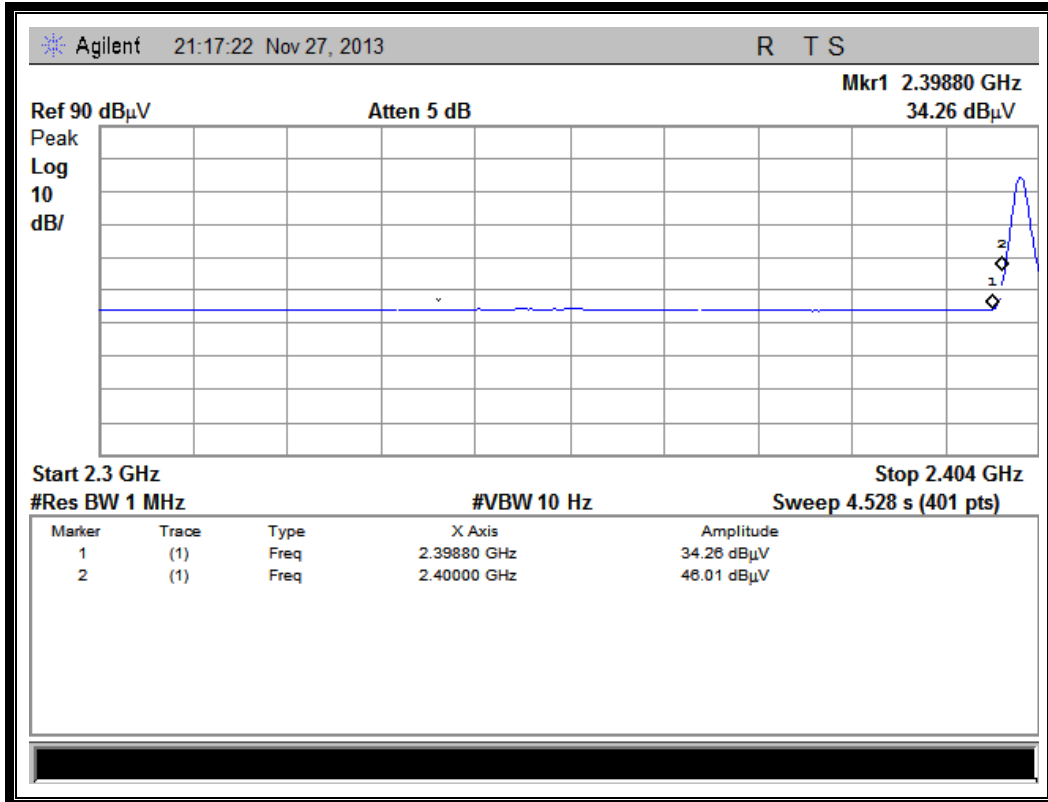 Agilent 21:17:22 Nov 27, 2013 R T S
Mkr1 2.39880 GHz
Ref 90 dBµV Atten 5 dB 34.26 dBµV
Peak
Log
10
dB/
2
1
Start 2.3 GHz Stop 2.404 GHz
#Res BW 1 MHz #VBW 10 Hz Sweep 4.528 s (401 pts)
Marker Trace Type X Axis Amplitude
1 (1) Freq 2.39880 GHz 34.26 dBµV
2 (1) Freq 2.40000 GHz 46.01 dBµV